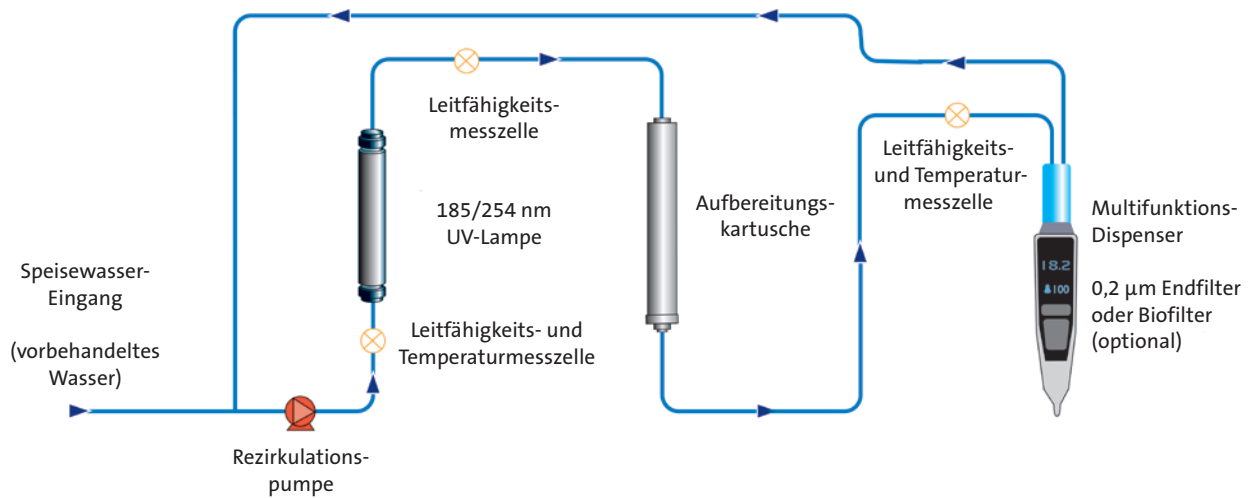 Leitfähigkeits-
messzelle
185/254 nm
UV-Lampe
Leitfähigkeits- und
Temperaturmesszelle
Speisewasser-
Eingang
(vorbehandeltes
Wasser)
Rezirkulations-
pumpe
Aufbereitungs-
kartusche
Leitfähigkeits-
und Temperatur-
messzelle
18.2
100
Multifunktions-
Dispenser
0,2 µm Endfilter
oder Biofilter
(optional)